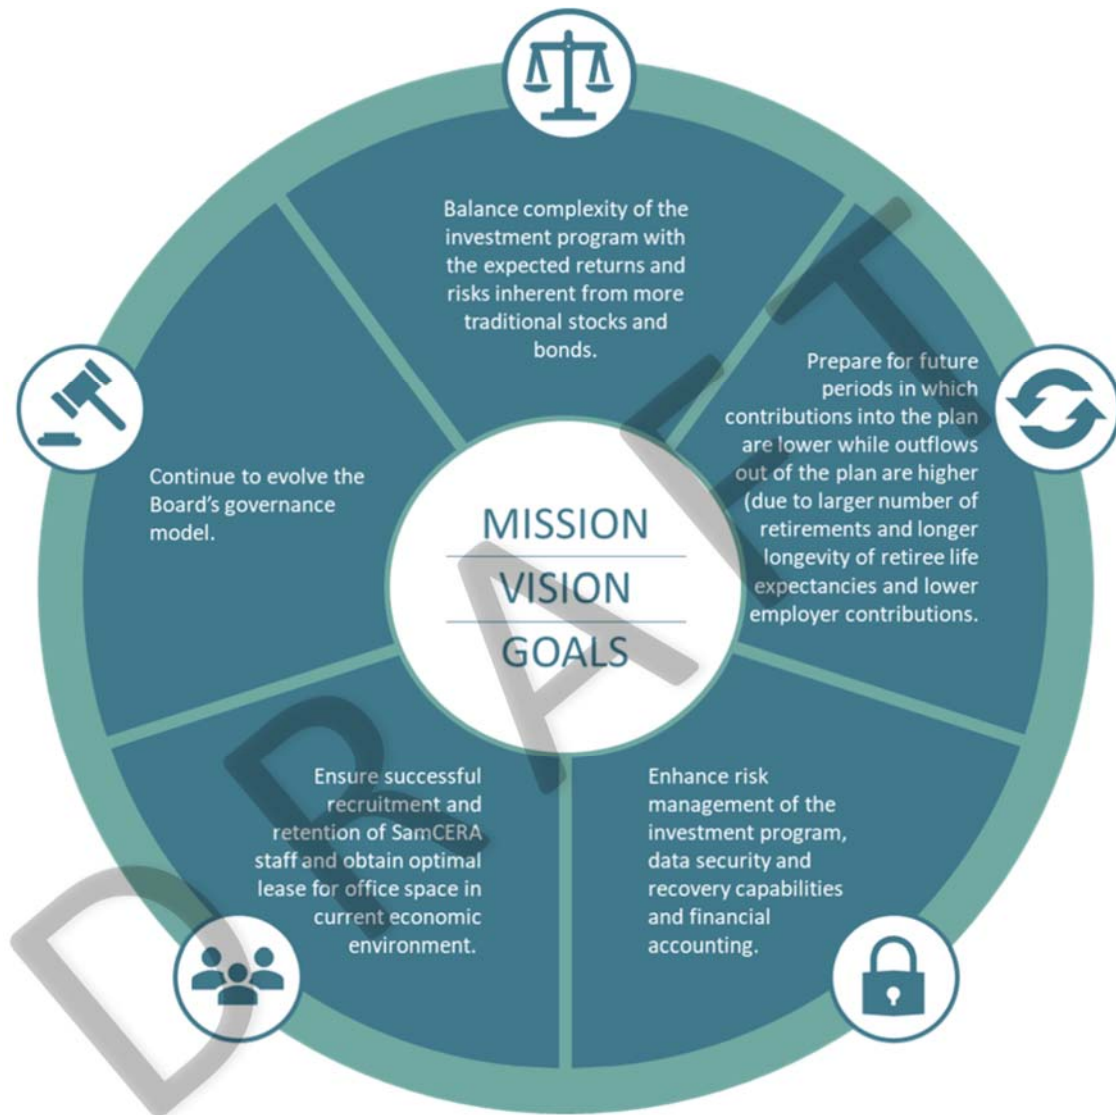 Balance complexity of the
investment program with
the expected returns and
risks inherent from more
traditional stocks and
bonds.
Prepare for future
periods in which
contributions into the plan
are lower while outflows
out of the plan are higher
(due to larger number of
retirements and longer
longevity of retiree life
expectancies and lower
employer contributions.
Enhance risk
management of the
investment program,
data security and
recovery capabilities
and financial
accounting.
Ensure successful
recruitment and
retention of SamCERA
staff and obtain optimal
lease for office space in
current economic
environment.
Continue to evolve the
Board's governance
model.
MISSION
VISION
GOALS
DRAFT